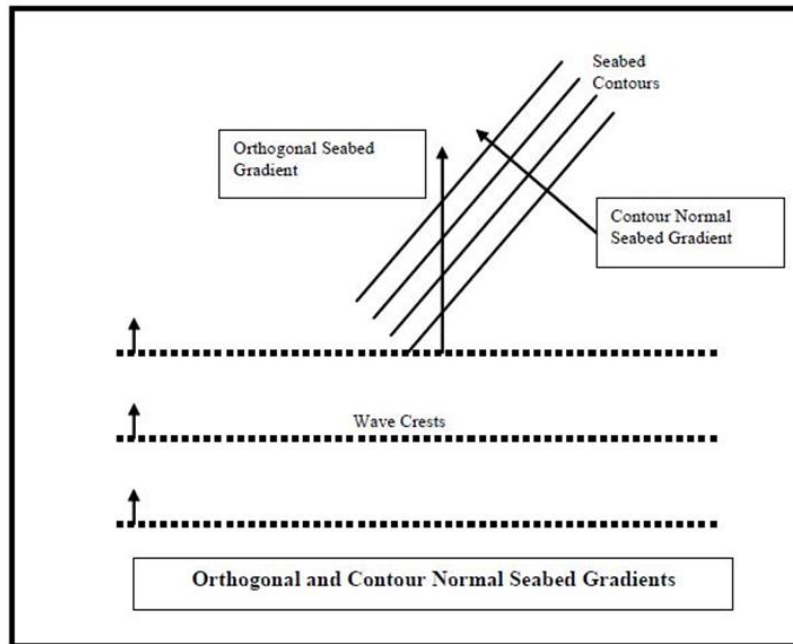 Seabed
Contours
Orthogonal Seabed
Gradient
Contour Normal
Seabed Gradient
Wave Crests
Orthogonal and Contour Normal Seabed Gradients